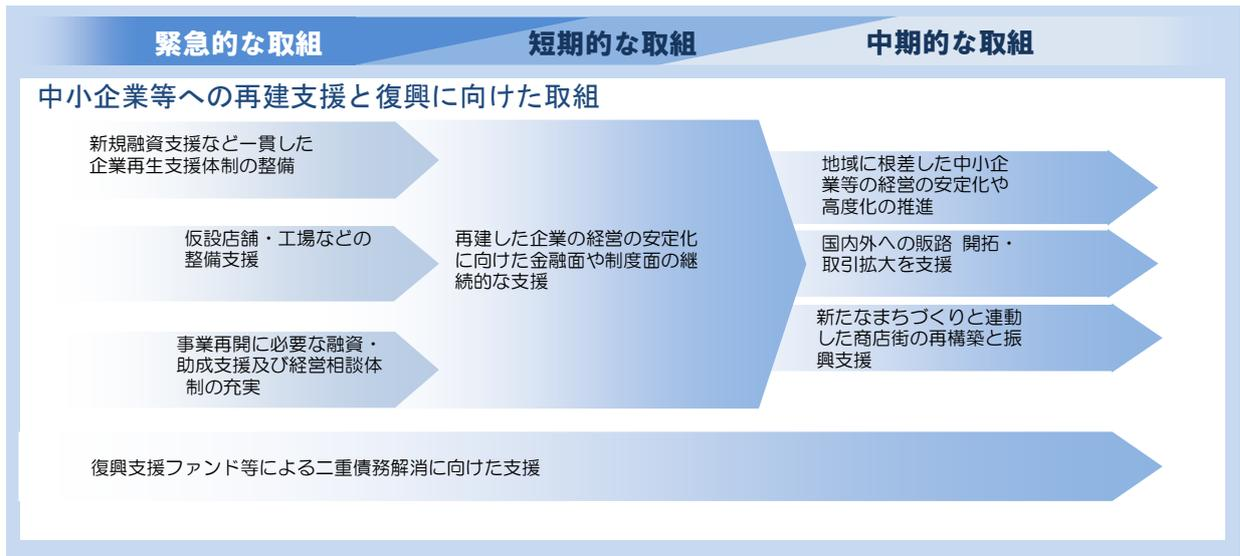 緊急的な取組
短期的な取組
中期的な取組
中小企業等への再建支援と復興に向けた取組
新規融資支援など一貫した
企業再生支援体制の整備
仮設店舗・工場などの
整備支援
事業再開に必要な融資・
助成支援及び経営相談体
制の充実
再建した企業の経営の安定化
に向けた金融面や制度面の継
続的な支援
地域に根差した中小企
業等の経営の安定化や
高度化の推進
国内外への販路 開拓・
取引拡大を支援
新たなまちづくりと連動
した商店街の再構築と振
興支援
復興支援ファンド等による二重債務解消に向けた支援